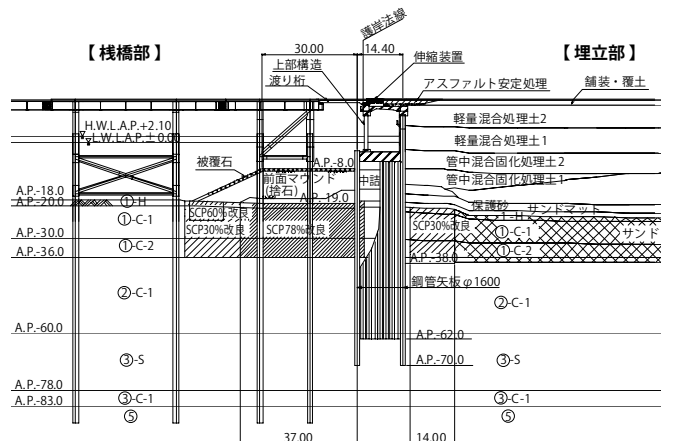 護岸法線
【 桟橋部 】
30.00
14.40
【 埋立部 】
伸縮装置
上部構造
渡り桁
アスファルト安定処理
舗装・覆土
H.W.L.A.P.+2.10
L.W.L.A.P.± 0.0
軽量混合処理土2
軽量混合処理土1
被覆石
A.P.-8.0
管中混合固化処理土2
前面マウンド
(捨石)
中詰
管中混合固化処理土1
A.P.-18.0
A.P.-19.0
A.P.-20.0
①-H
保護砂
サンドマット
SCP60%改良
①-H
①-C-1
SCP30%改良
SCP78%改良
SCP30%改良
①-C-1
サンド
A.P.-30.0
①-C-2
①-C-2
A.P.-36.0
A.P.-38.0
鋼管矢板φ1600
②-C-1
②-C-1
A.P.-60.0
A.P.-62.0
③-S
A.P.-70.0
③-S
A.P.-78.0
③-C-1
③-C-1
A.P.-83.0
⑤
⑤
37.00
14.00